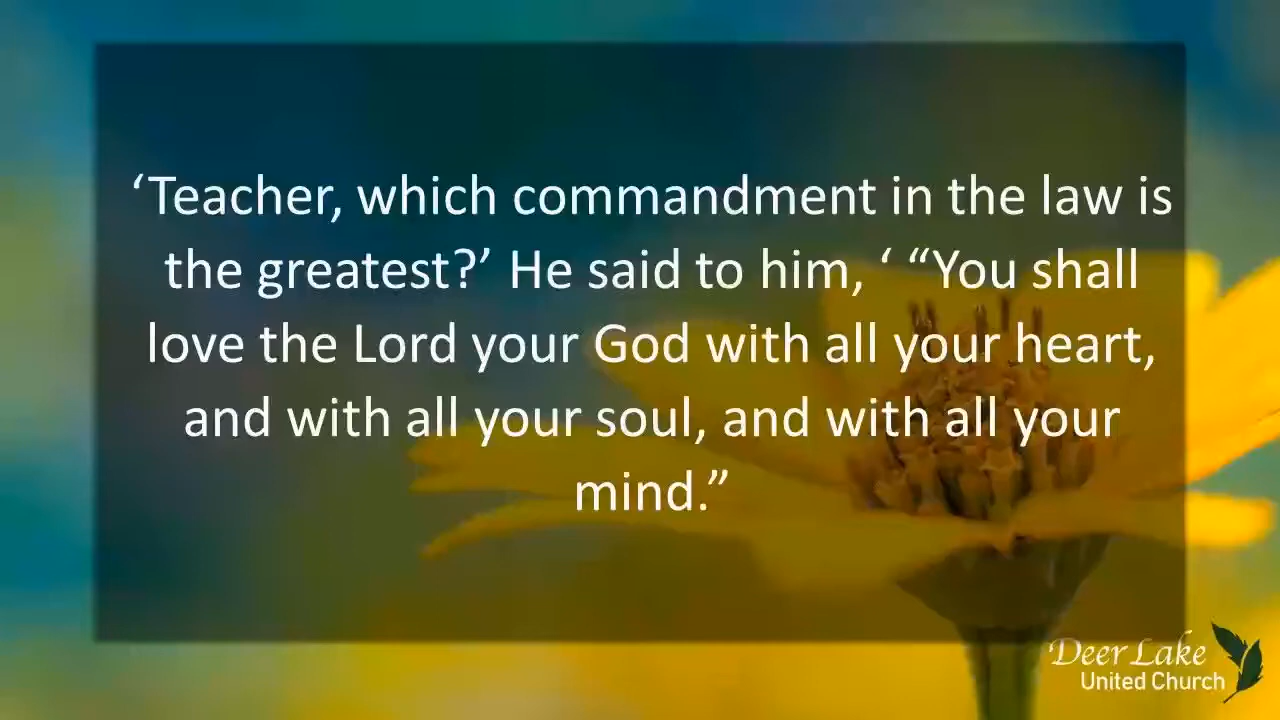 ‘Teacher, which commandment in the law is
the greatest?’ He said to him, ‘ “You shall
love the Lord your God with all your heart,
and with all your soul, and with all your
mind.”
Deer Lake
United Church